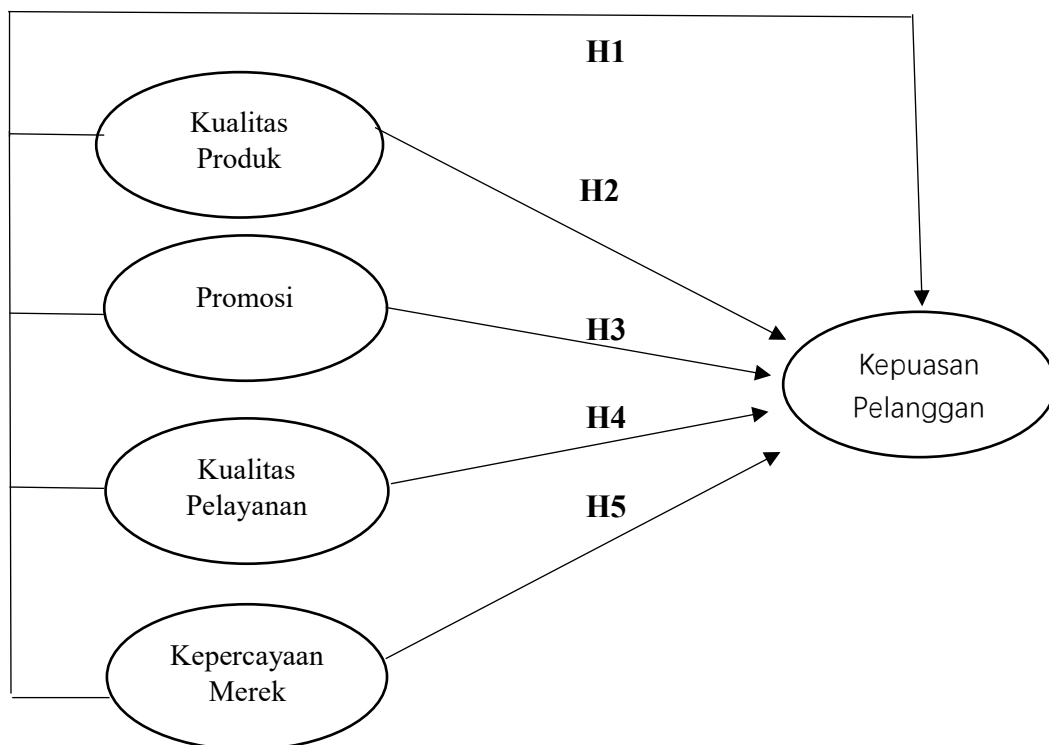 H1
Kualitas
Produk
H2
Promosi
H3
Kepuasan
Pelanggan
H4
Kualitas
Pelayanan
H5
Kepercayaan
Merek